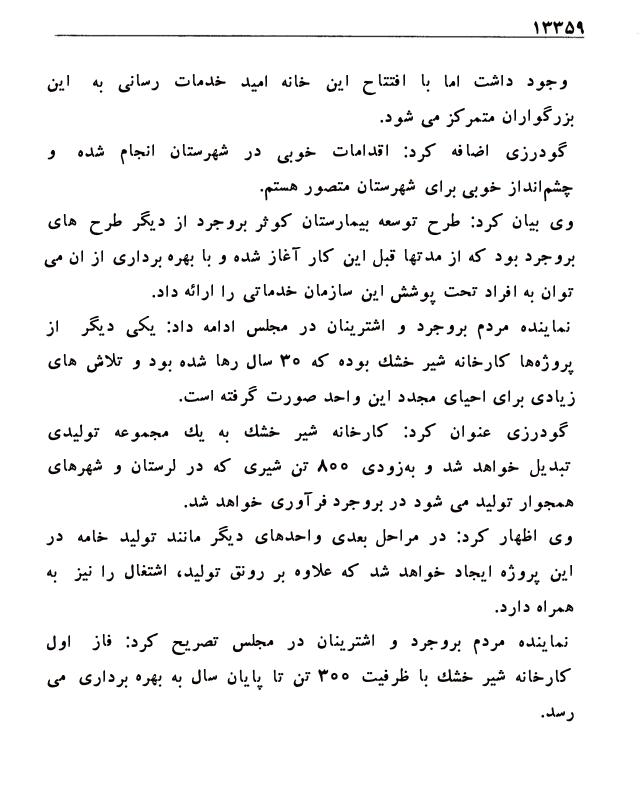 ۱۳۳۵۹
وجود داشت اما با افتتاح این خانه امید خدمات رسانی به این
بزرگواران متمرکز می شود.
گودرزی اضافه کرد: اقدامات خوبی در شهرستان انجام شده و
چشم‌انداز خوبی برای شهرستان متصور هستم.
وی بیان کرد: طرح توسعه بیمارستان کوثر بروجرد از دیگر طرح های
بروجرد بود که از مدتها قبل این کار آغاز شده و با بهره برداری از ان می
توان به افراد تحت پوشش این سازمان خدماتی را ارائه داد.
نماینده مردم بروجرد و اشترینان در مجلس ادامه داد: یکی دیگر از
پروژه‌ها کارخانه شیر خشك بوده که ۳۰ سال رها شده بود و تلاش های
زیادی برای احیای مجدد این واحد صورت گرفته است.
گودرزی عنوان کرد: کارخانه شیر خشك به یك مجموعه تولیدی
تبدیل خواهد شد و به‌زودی ۸۰۰ تن شیری که در لرستان و شهرهای
همجوار تولید می شود در بروجرد فرآوری خواهد شد.
وی اظهار کرد: در مراحل بعدی واحدهای دیگر مانند تولید خامه در
این پروژه ایجاد خواهد شد که علاوه بر رونق تولید، اشتغال را نیز به
همراه دارد.
نماینده مردم بروجرد و اشترینان در مجلس تصریح کرد: فاز اول
کارخانه شیر خشك با ظرفیت ۳۰۰ تن تا پایان سال به بهره برداری می
رسد.